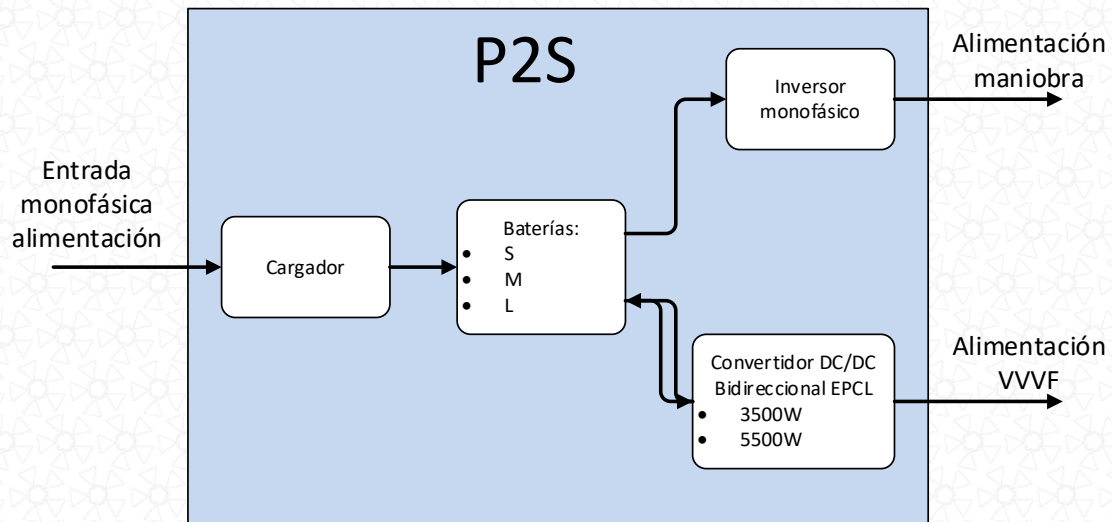 P2S
Entrada
monofásica
alimentación
Cargador
Baterías:
• S
• M
• L
Inversor
monofásico
Alimentación
maniobra
Convertidor DC/DC
Bidireccional EPCL
• 3500W
• 5500W
Alimentación
VVVF